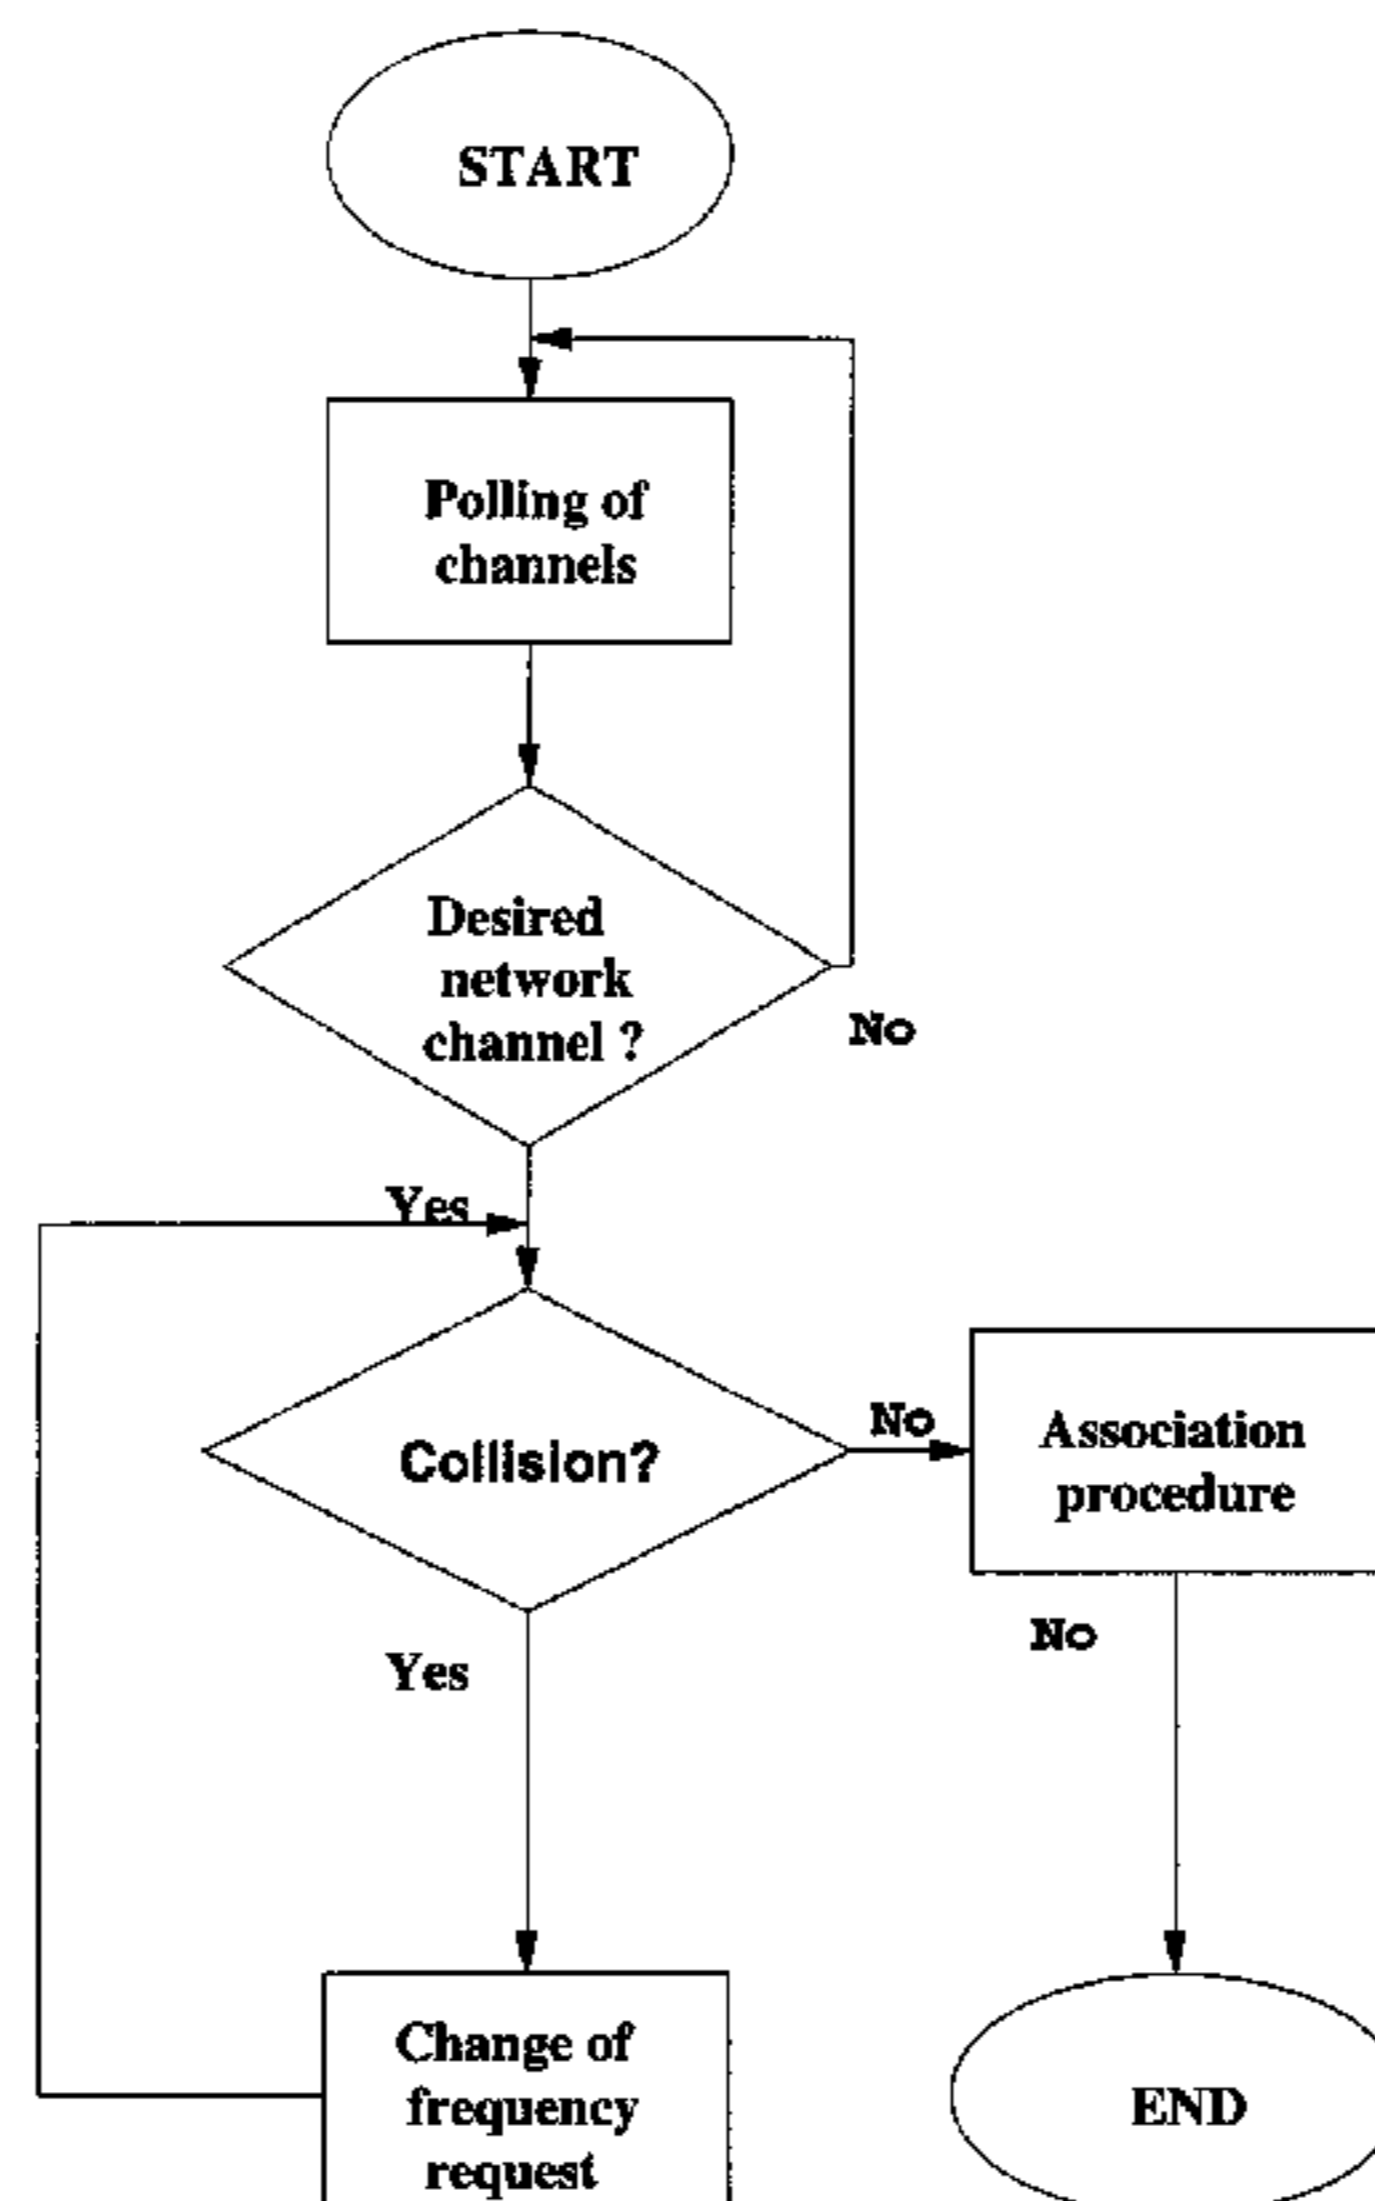 START
Polling of
channels
Desired
network
channel ?
No
Yes
Collision?
No
Association
procedure
No
Yes
Change of
frequency
request
END